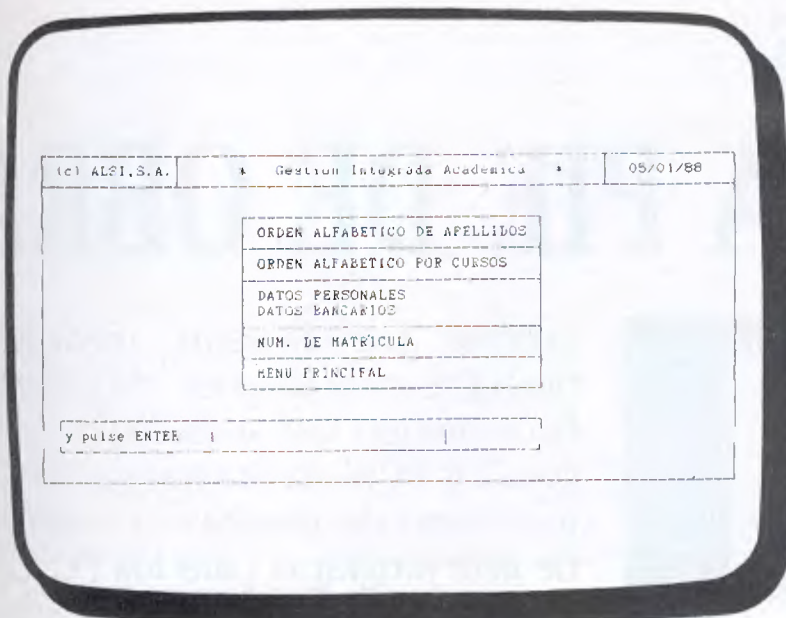 (c) ALSI,S.A. * Gestion Integrada Academica * 05/01/88
ORDEN ALFABETICO DE APELLIDOS
ORDEN ALFABETICO POR CURSOS
DATOS PERSONALES
DATOS BANCARIOS
NUM. DE MATRICULA
MENU PRINCIPAL
y pulse ENTER